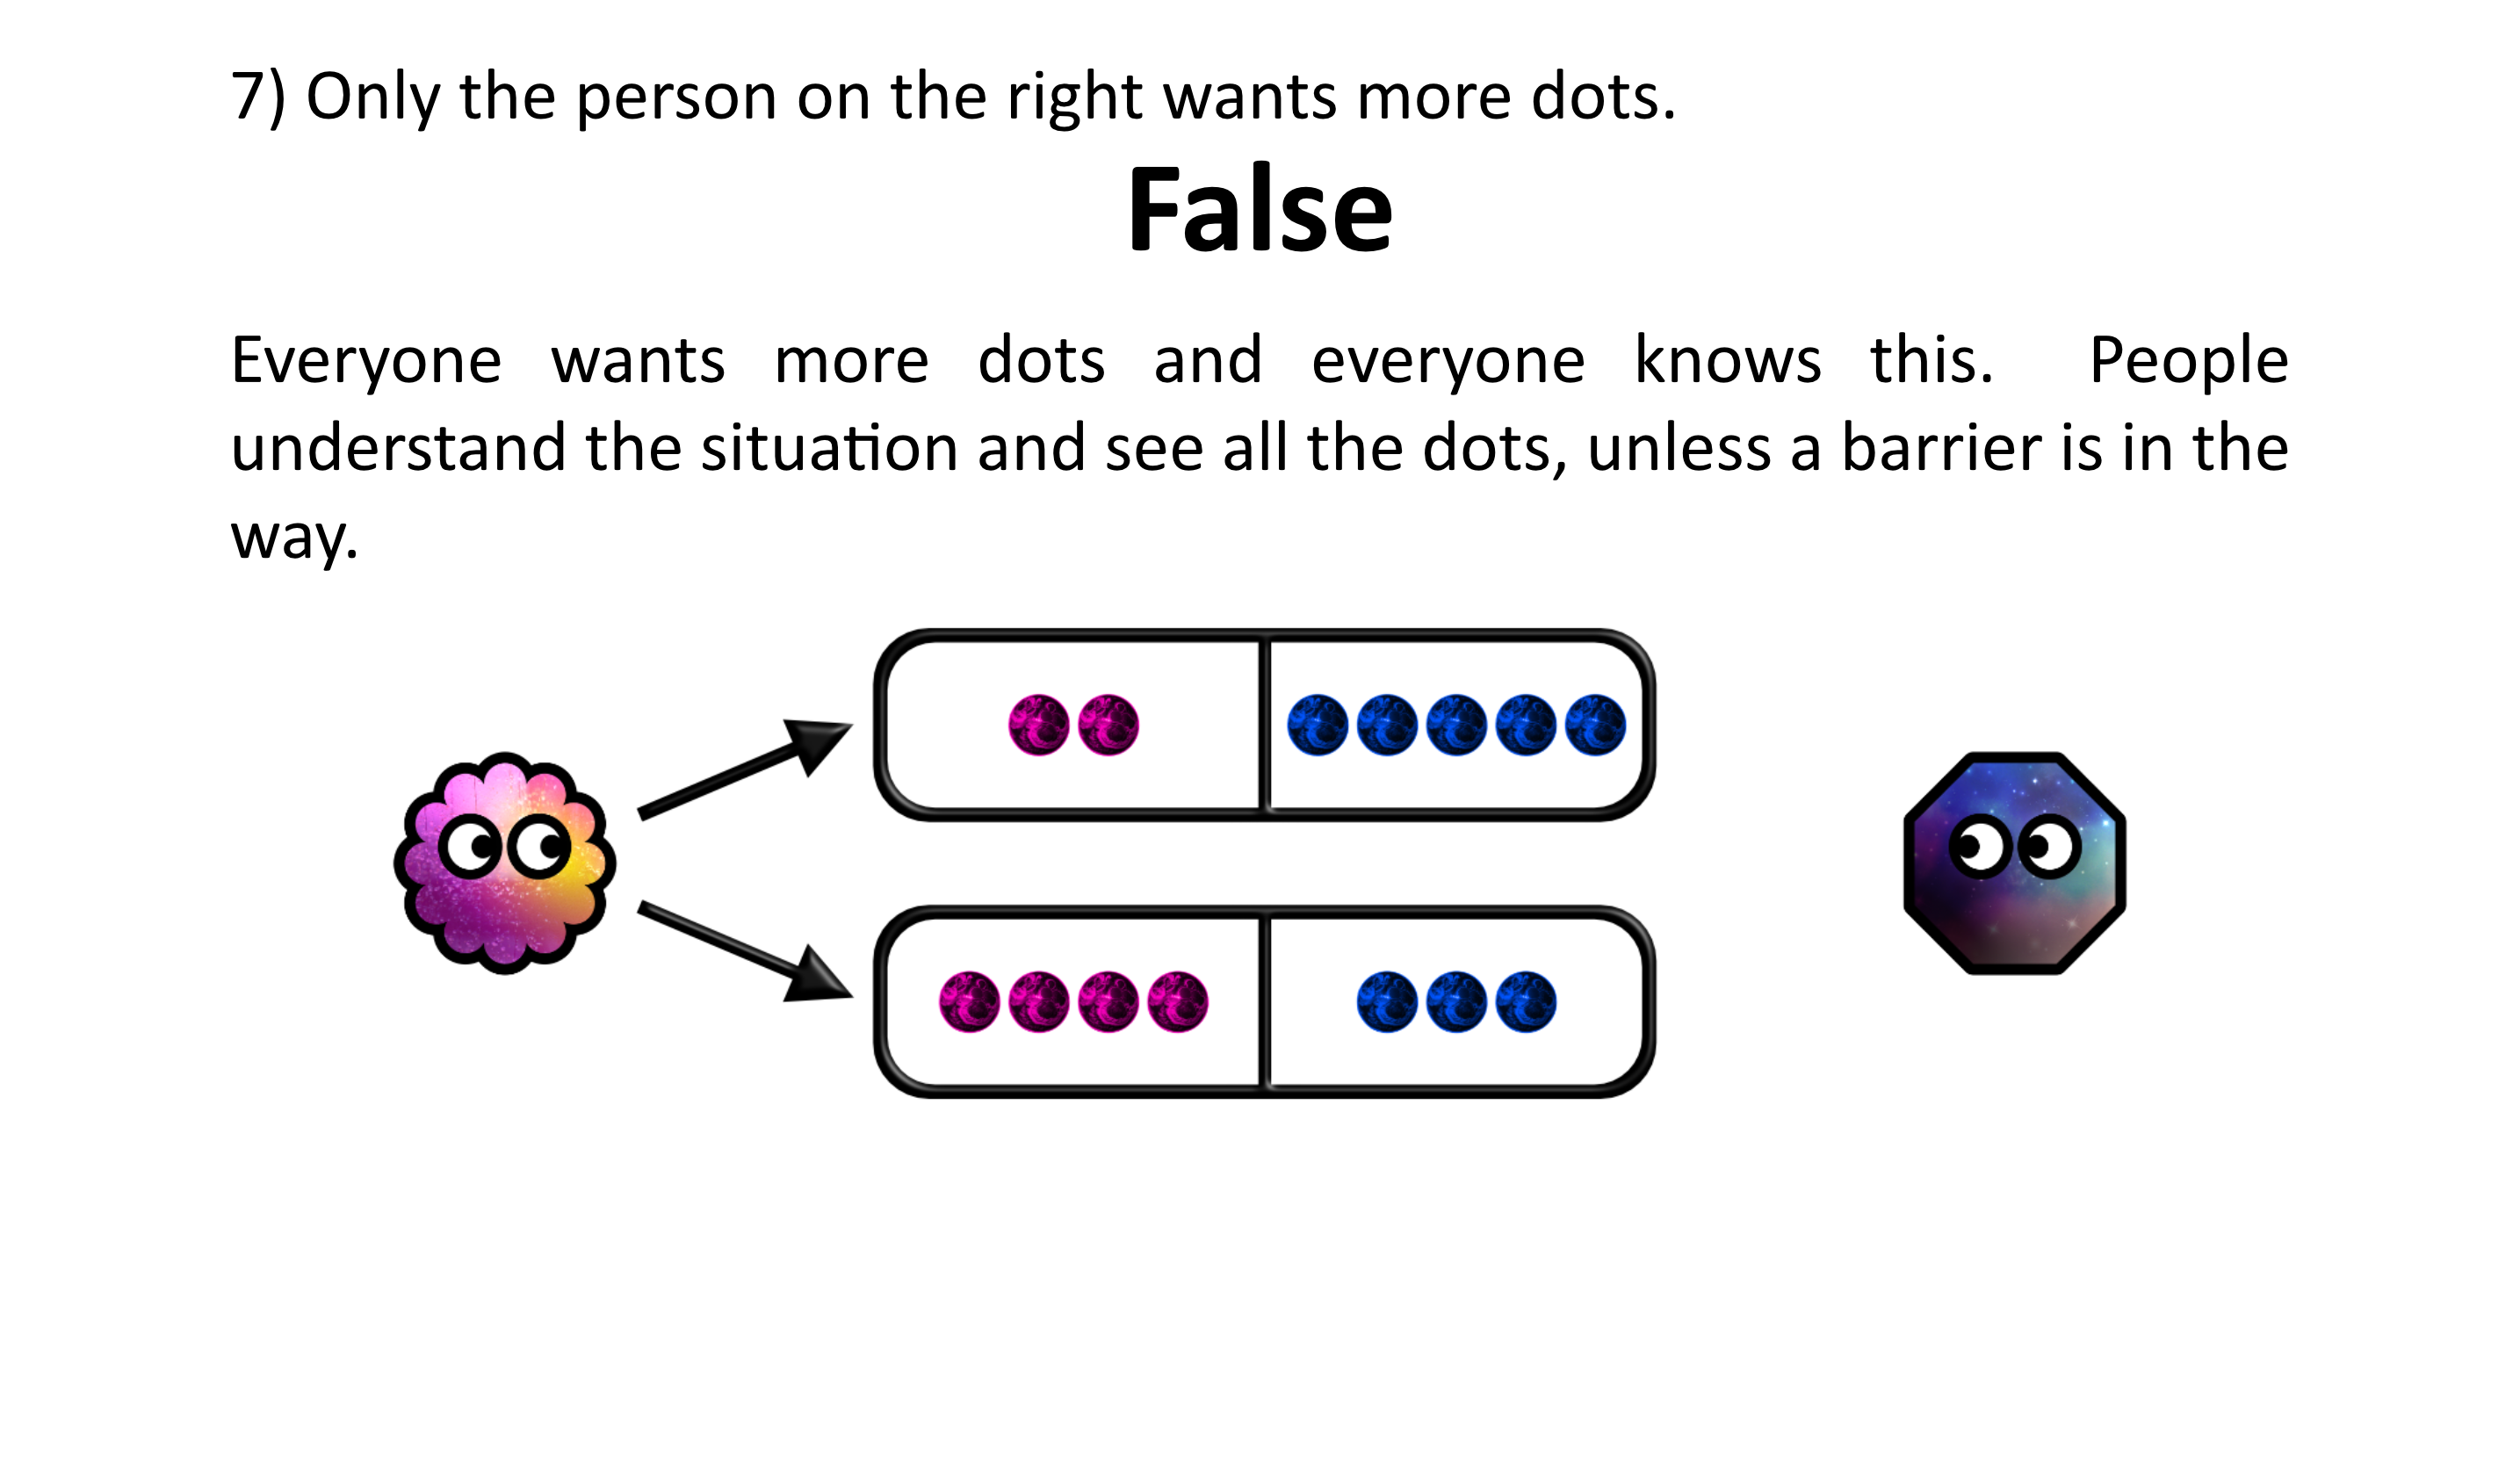 7) Only the person on the right wants more dots.
False
Everyone wants more dots and everyone knows this. People
understand the situation and see all the dots, unless a barrier is in the
way.